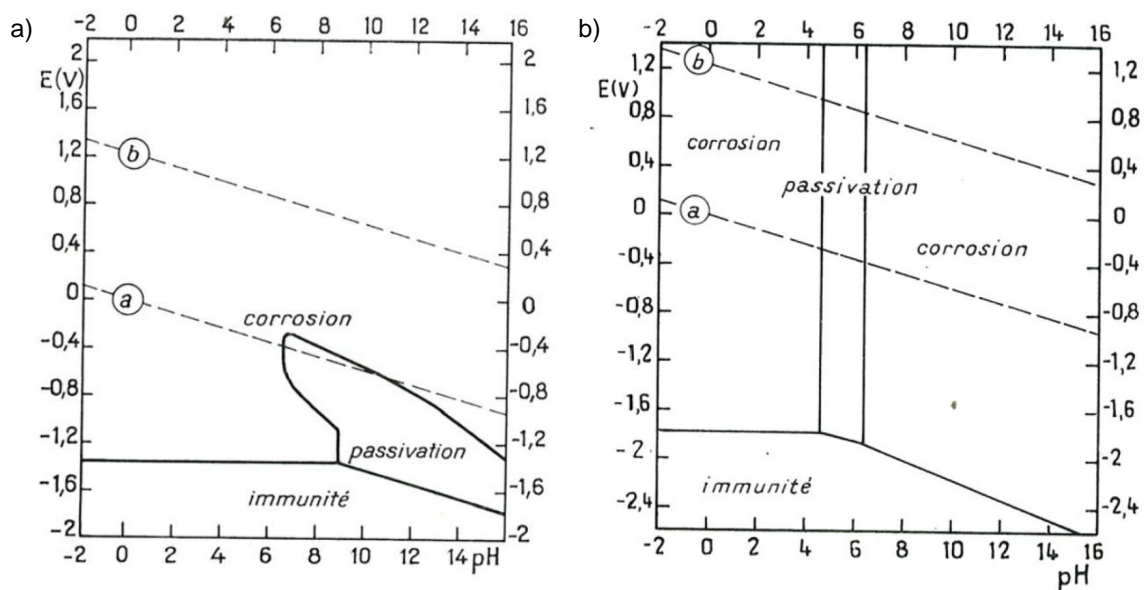 a)
-2 0 2 4 6 8 10 12 14 16
E(V)
2
1,6
1,2
0,8
0,4
0
-0,4
-0,8
-1,2
-1,6
-2
2
1,6
1,2
0,8
0,4
0
-0,4
-0,8
-1,2
-1,6
-2
b
a
corrosion
passivation
immunité
-2 0 2 4 6 8 10 12 14 pH
b)
-2 0 2 4 6 8 10 12 14 16
E(V)
1,2
0,8
0,4
0
-0,4
-0,8
-1,2
-1,6
-2
-2,4
1,2
0,8
0,4
0
-0,4
-0,8
-1,2
-1,6
-2
-2,4
b
corrosion
passivation
a
corrosion
immunité
-2 0 2 4 6 8 10 12 14 16
pH